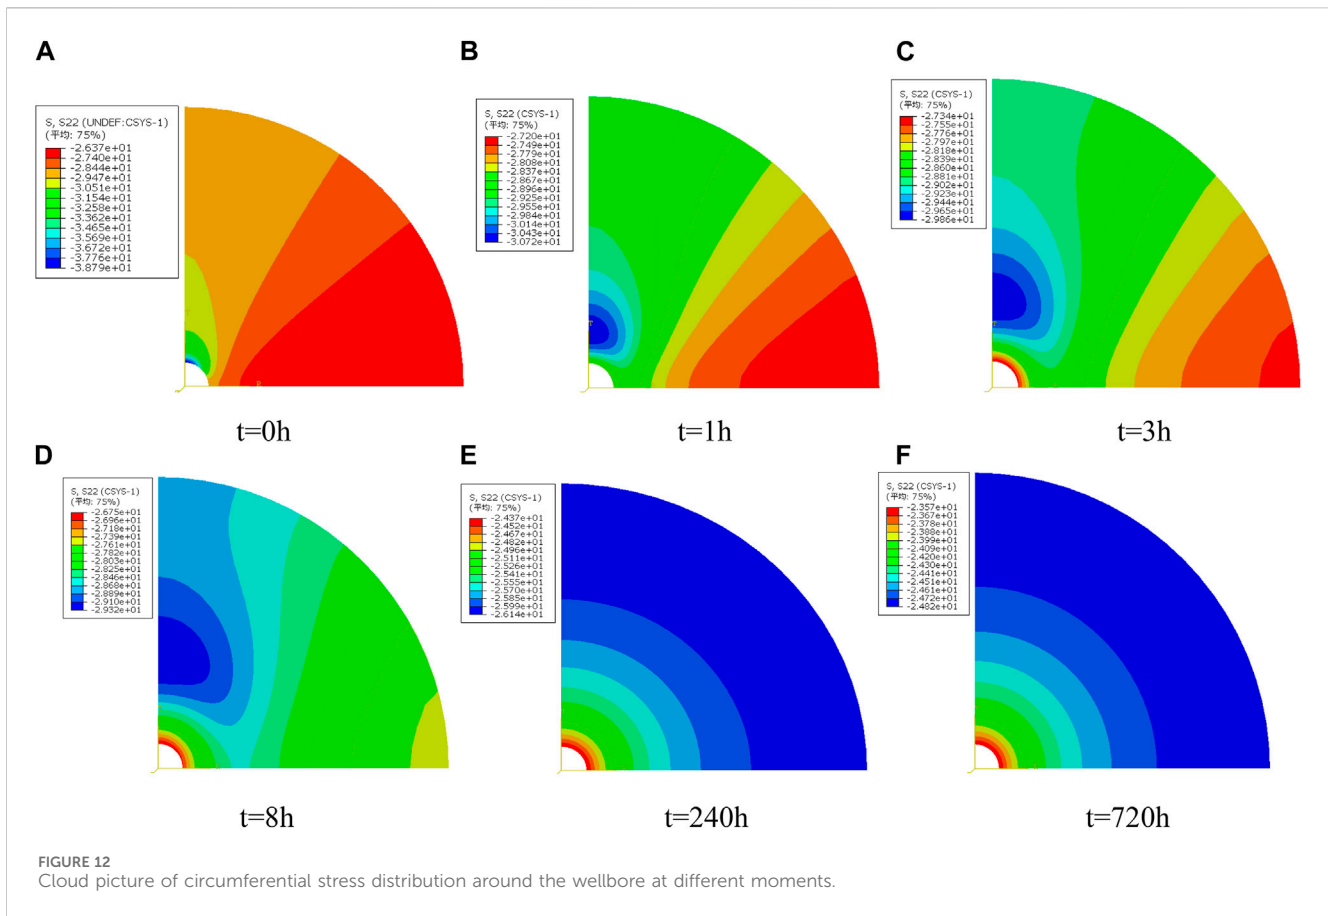 A
S, S22 (UNDEF:CSYS-1)
(平均: 75%)
-2.637e+01
-2.740e+01
-2.844e+01
-2.947e+01
-3.051e+01
-3.154e+01
-3.258e+01
-3.362e+01
-3.465e+01
-3.569e+01
-3.672e+01
-3.776e+01
-3.879e+01
t=0h
B
S, S22 (CSYS-1)
(平均: 75%)
-2.720e+01
-2.749e+01
-2.779e+01
-2.808e+01
-2.837e+01
-2.867e+01
-2.896e+01
-2.925e+01
-2.955e+01
-2.984e+01
-3.014e+01
-3.043e+01
-3.072e+01
t=1h
C
S, S22 (CSYS-1)
(平均: 75%)
-2.734e+01
-2.755e+01
-2.776e+01
-2.797e+01
-2.818e+01
-2.839e+01
-2.860e+01
-2.881e+01
-2.902e+01
-2.923e+01
-2.944e+01
-2.965e+01
-2.986e+01
t=3h
D
S, S22 (CSYS-1)
(平均: 75%)
-2.675e+01
-2.696e+01
-2.718e+01
-2.739e+01
-2.761e+01
-2.782e+01
-2.803e+01
-2.825e+01
-2.846e+01
-2.868e+01
-2.889e+01
-2.910e+01
-2.932e+01
t=8h
E
S, S22 (CSYS-1)
(平均: 75%)
-2.437e+01
-2.452e+01
-2.467e+01
-2.482e+01
-2.496e+01
-2.511e+01
-2.526e+01
-2.541e+01
-2.555e+01
-2.570e+01
-2.585e+01
-2.599e+01
-2.614e+01
t=240h
F
S, S22 (CSYS-1)
(平均: 75%)
-2.357e+01
-2.367e+01
-2.378e+01
-2.388e+01
-2.399e+01
-2.409e+01
-2.420e+01
-2.430e+01
-2.441e+01
-2.451e+01
-2.461e+01
-2.472e+01
-2.482e+01
t=720h
FIGURE 12
Cloud picture of circumferential stress distribution around the wellbore at different moments.